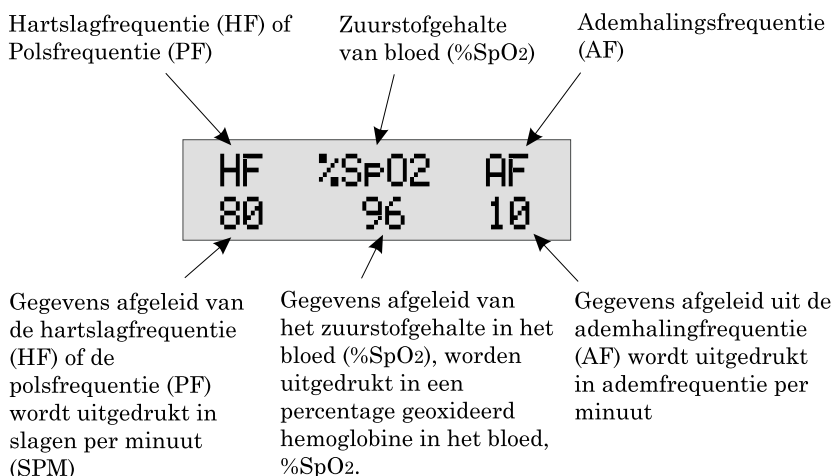 Hartslagfrequentie (HF) of
Polsfrequentie (PF)
Zuurstofgehalte
van bloed (%SpO2)
Ademhalingsfrequentie
(AF)
HF %SpO2 AF
80 96 10
Gegevens afgeleid van
de hartslagfrequentie
(HF) of de
polsfrequentie (PF)
wordt uitgedrukt in
slagen per minuut
(SPM)
Gegevens afgeleid van
het zuurstofgehalte in het
bloed (%SpO2), worden
uitgedrukt in een
percentage geoxideerd
hemoglobine in het bloed,
%SpO2.
Gegevens afgeleid uit de
ademhalingfrequentie
(AF) wordt uitgedrukt
in ademfrequentie per
minuut